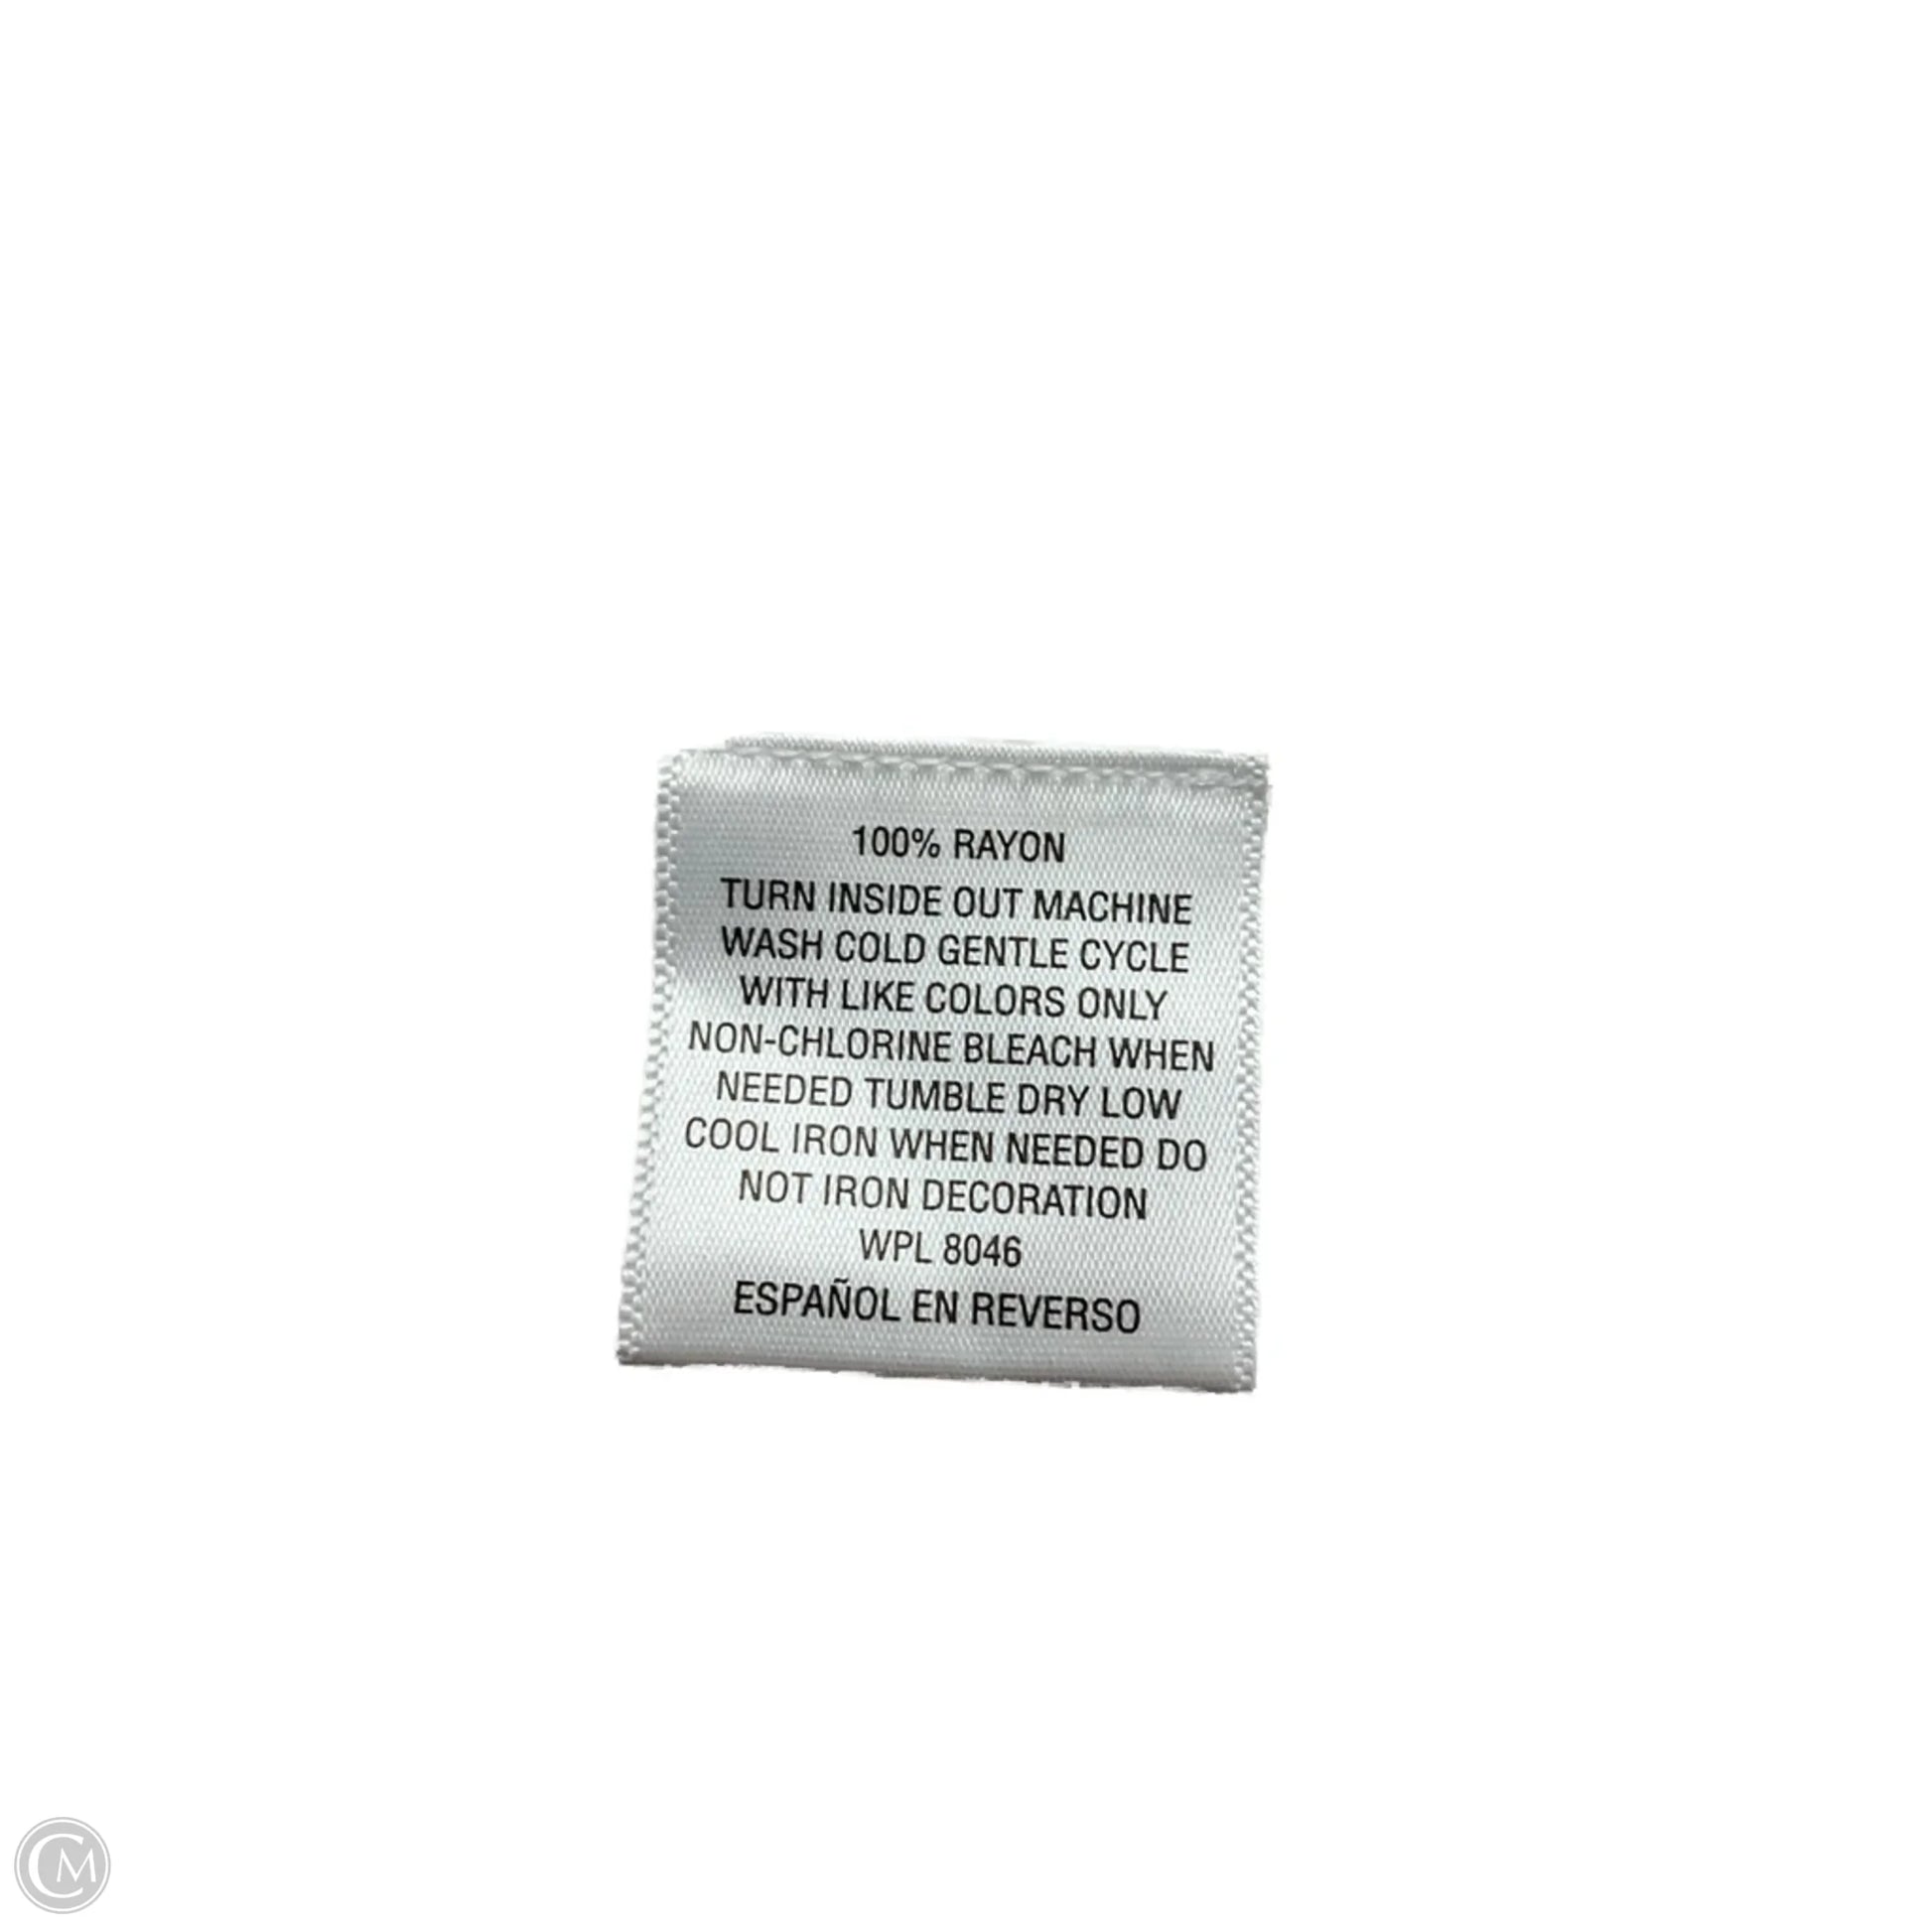 100% RAYON
TURN INSIDE OUT MACHINE
WASH COLD GENTLE CYCLE
WITH LIKE COLORS ONLY
NON-CHLORINE BLEACH WHEN
NEEDED TUMBLE DRY LOW
COOL IRON WHEN NEEDED DO
NOT IRON DECORATION
WPL 8046
ESPAÑOL EN REVERSO
CM